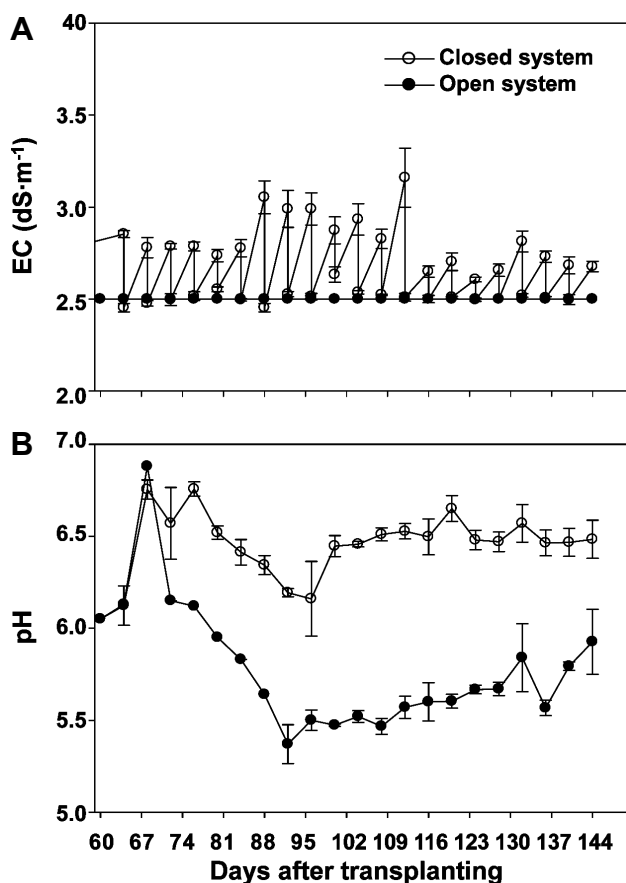 A
40
3.5
3.0
2.5
2.0
EC (dS·m⁻¹)
Closed system
Open system
B
7.0
6.5
6.0
5.5
5.0
pH
60 67 74 81 88 95 102 109 116 123 130 137 144
Days after transplanting